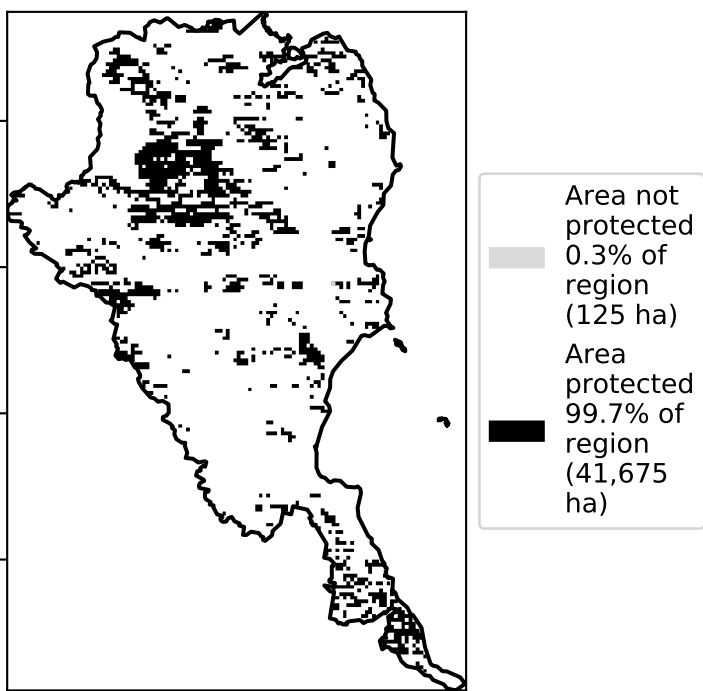 Area not
protected
0.3% of
region
(125 ha)
Area
protected
99.7% of
region
(41,675
ha)